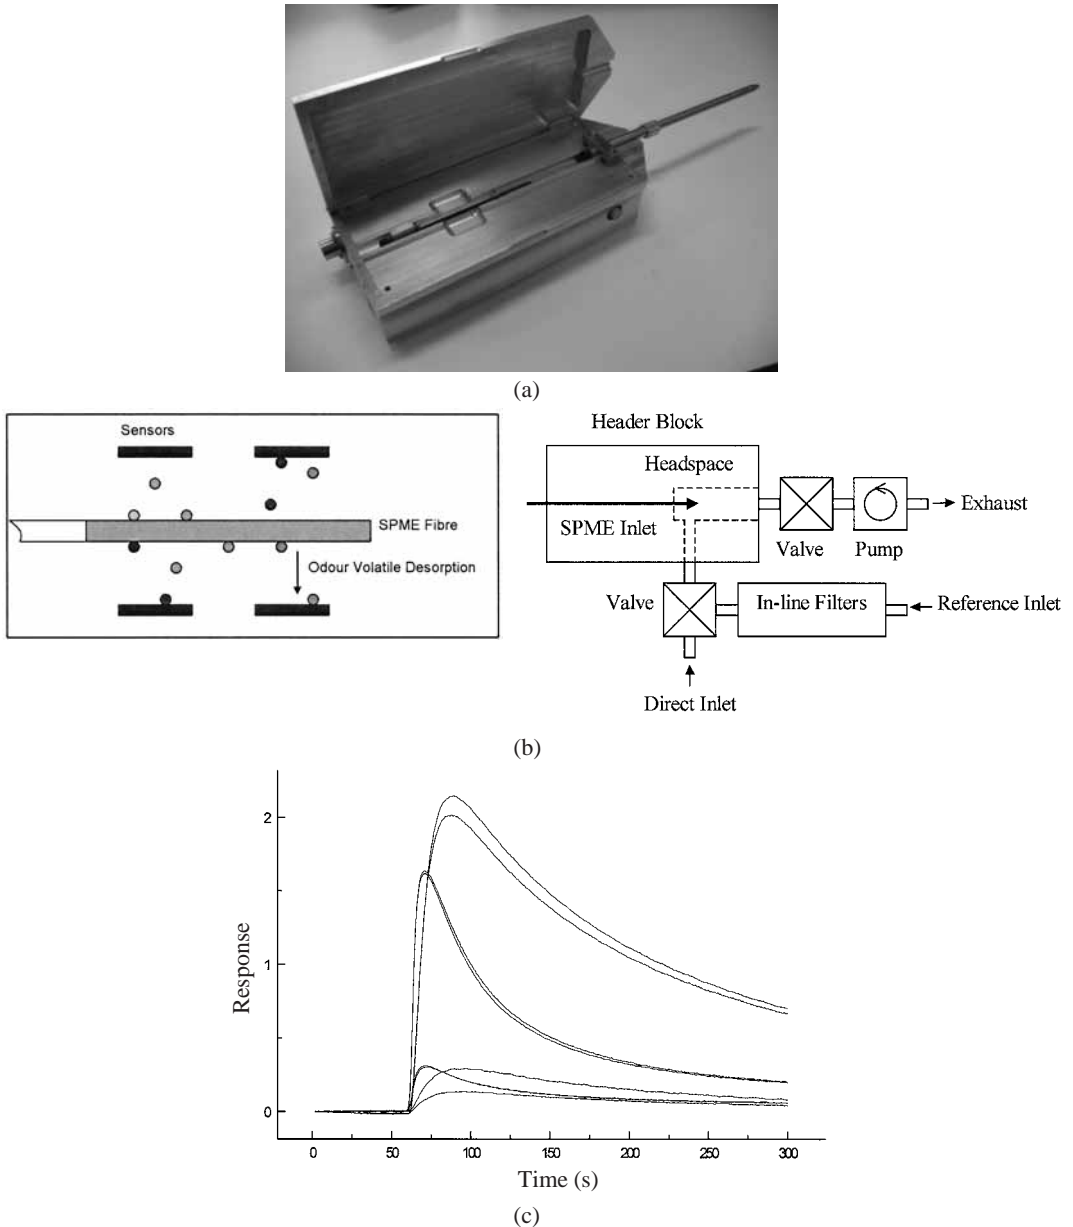 (a)
Sensors
SPME Fibre
Odour Volatile Desorption
Header Block
Headspace
SPME Inlet
Exhaust
Valve
Pump
Valve
In-line Filters
Reference Inlet
Direct Inlet
(b)
2
1
0
Response
0 50 100 150 200 250 300
Time (s)
(c)